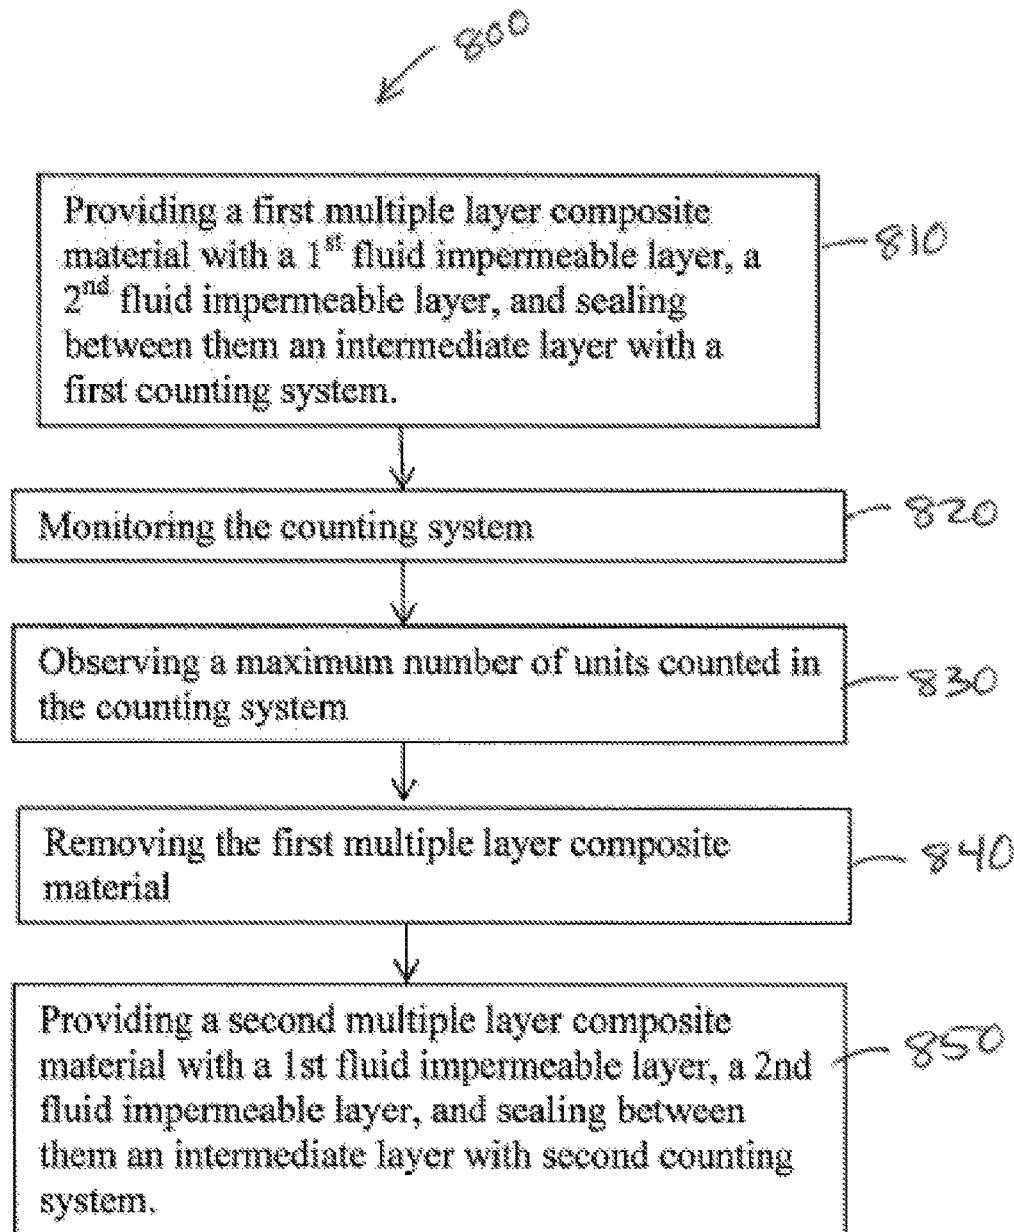 800
Providing a first multiple layer composite
material with a 1st fluid impermeable layer, a
2nd fluid impermeable layer, and sealing
between them an intermediate layer with a
first counting system.
810
Monitoring the counting system
820
Observing a maximum number of units counted in
the counting system
830
Removing the first multiple layer composite
material
840
Providing a second multiple layer composite
material with a 1st fluid impermeable layer, a 2nd
fluid impermeable layer, and sealing between
them an intermediate layer with second counting
system.
850